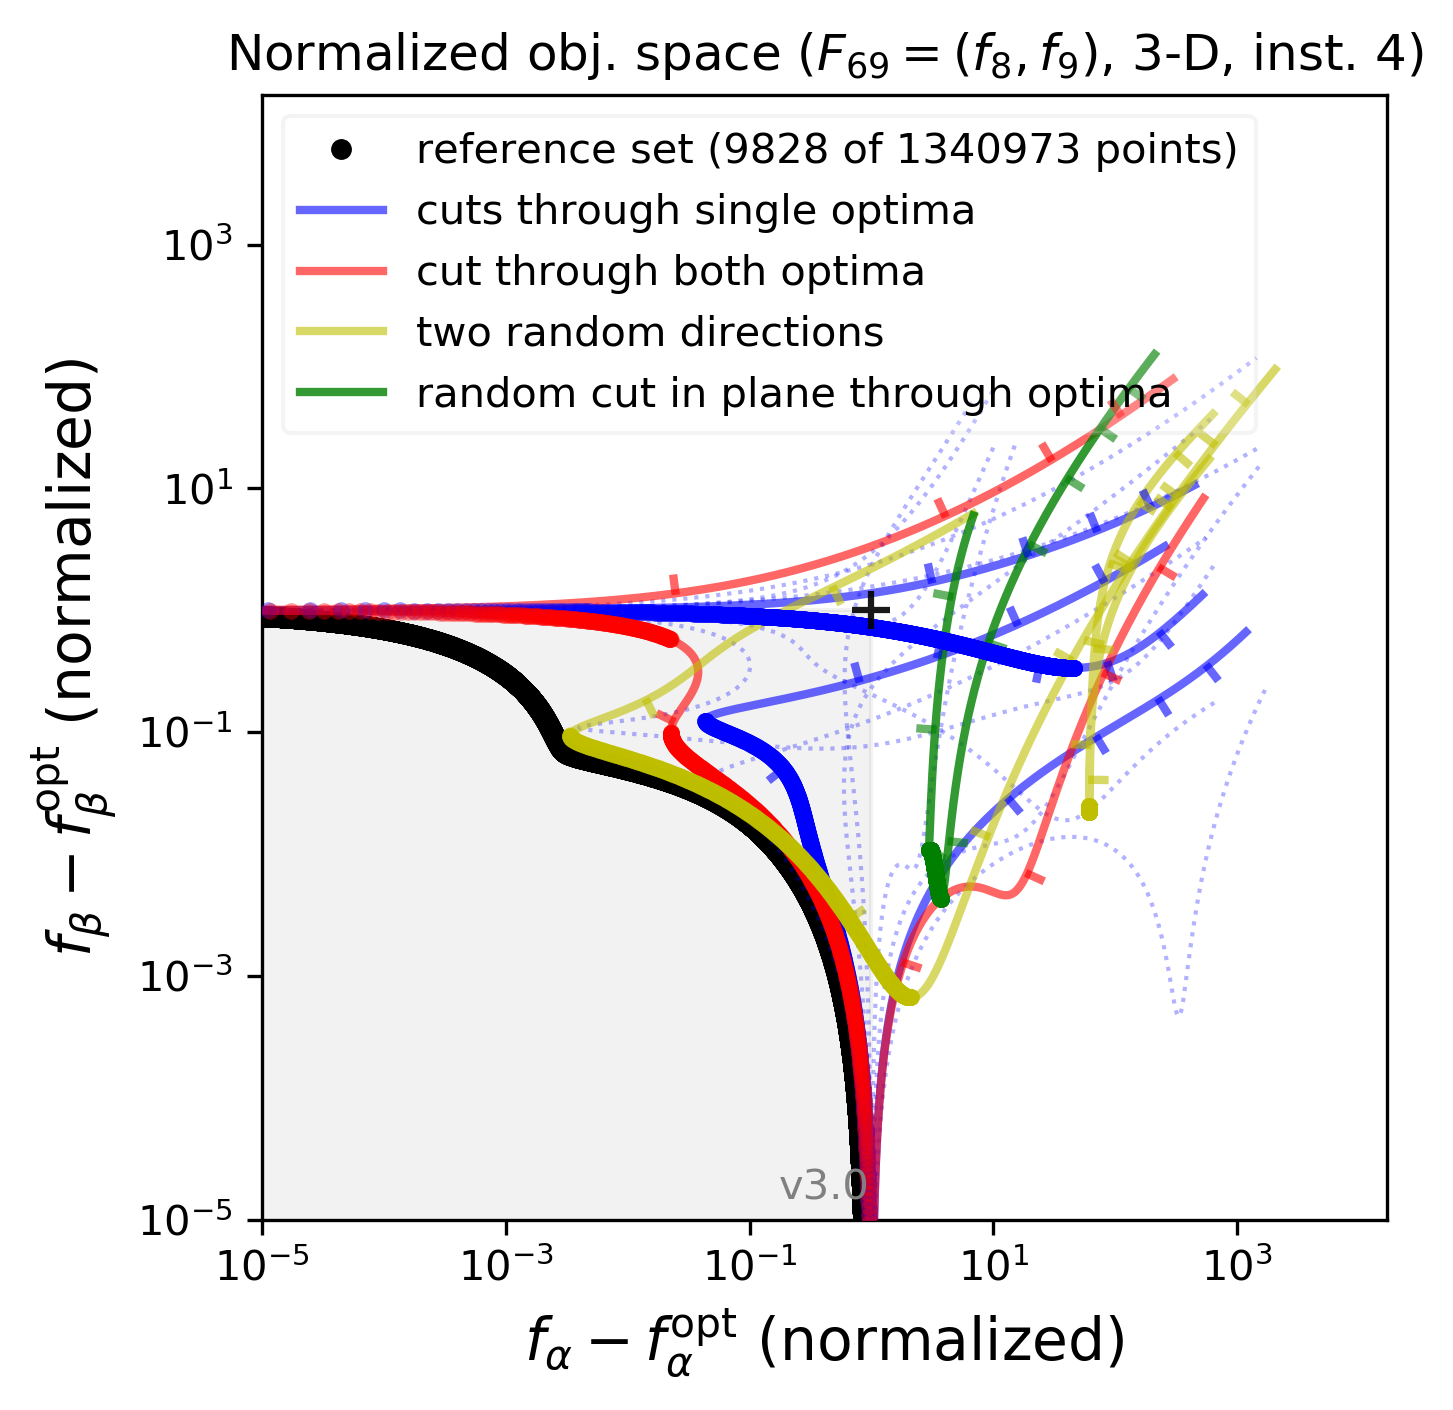 Normalized obj. space (F₆₉ = (f₈, f₉), 3-D, inst. 4)
reference set (9828 of 1340973 points)
cuts through single optima
cut through both optima
two random directions
random cut in plane through optima
10³
10¹
10⁻¹
10⁻³
10⁻⁵
f_β − f_β^opt (normalized)
v3.0
10⁻⁵
10⁻³
10⁻¹
10¹
10³
f_α − f_α^opt (normalized)